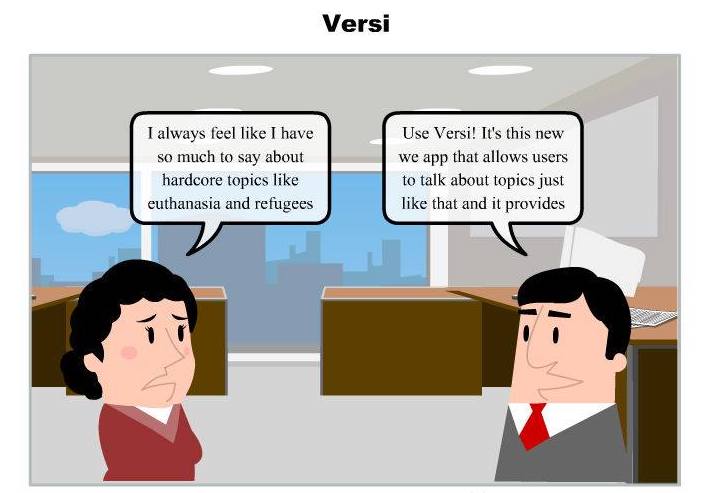 Versi
I always feel like I have
so much to say about
hardcore topics like
euthanasia and refugees
Use Versi! It's this new
we app that allows users
to talk about topics just
like that and it provides